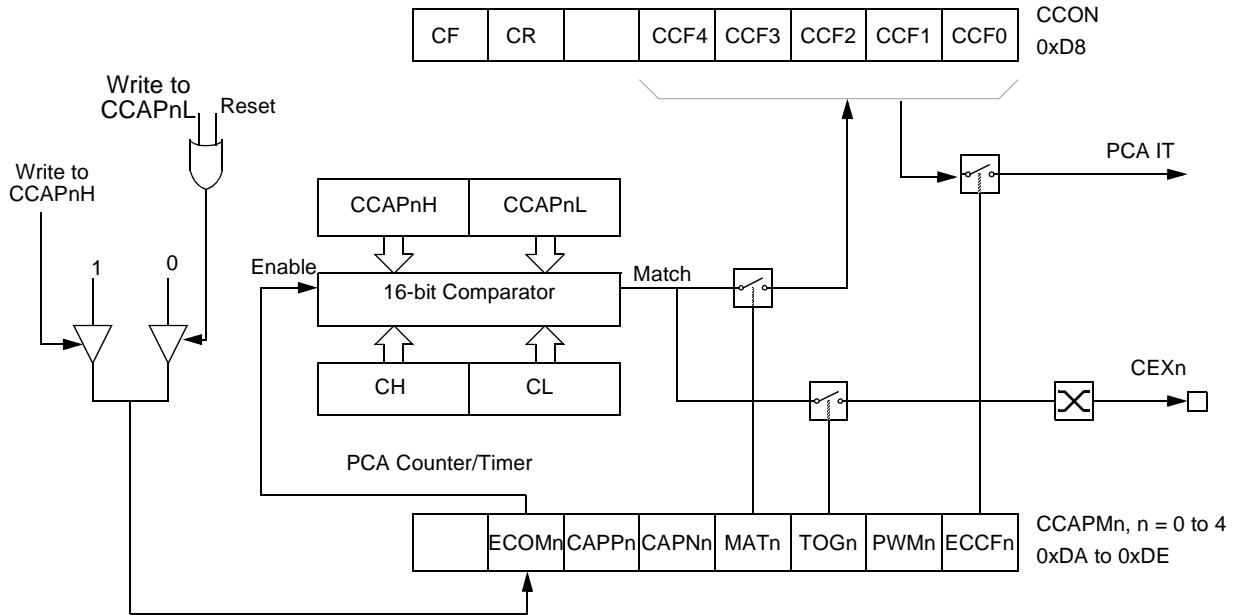 CF CR CCF4 CCF3 CCF2 CCF1 CCF0
CCON
0xD8
Write to
CCAPnL
Reset
Write to
CCAPnH
PCA IT
CCAPnH CCAPnL
1
0
Enable
16-bit Comparator
Match
CH CL
CEXn
PCA Counter/Timer
ECOMn CAPPn CAPNn MATn TOGn PWMn ECCFn
CCAPMn, n = 0 to 4
0xDA to 0xDE